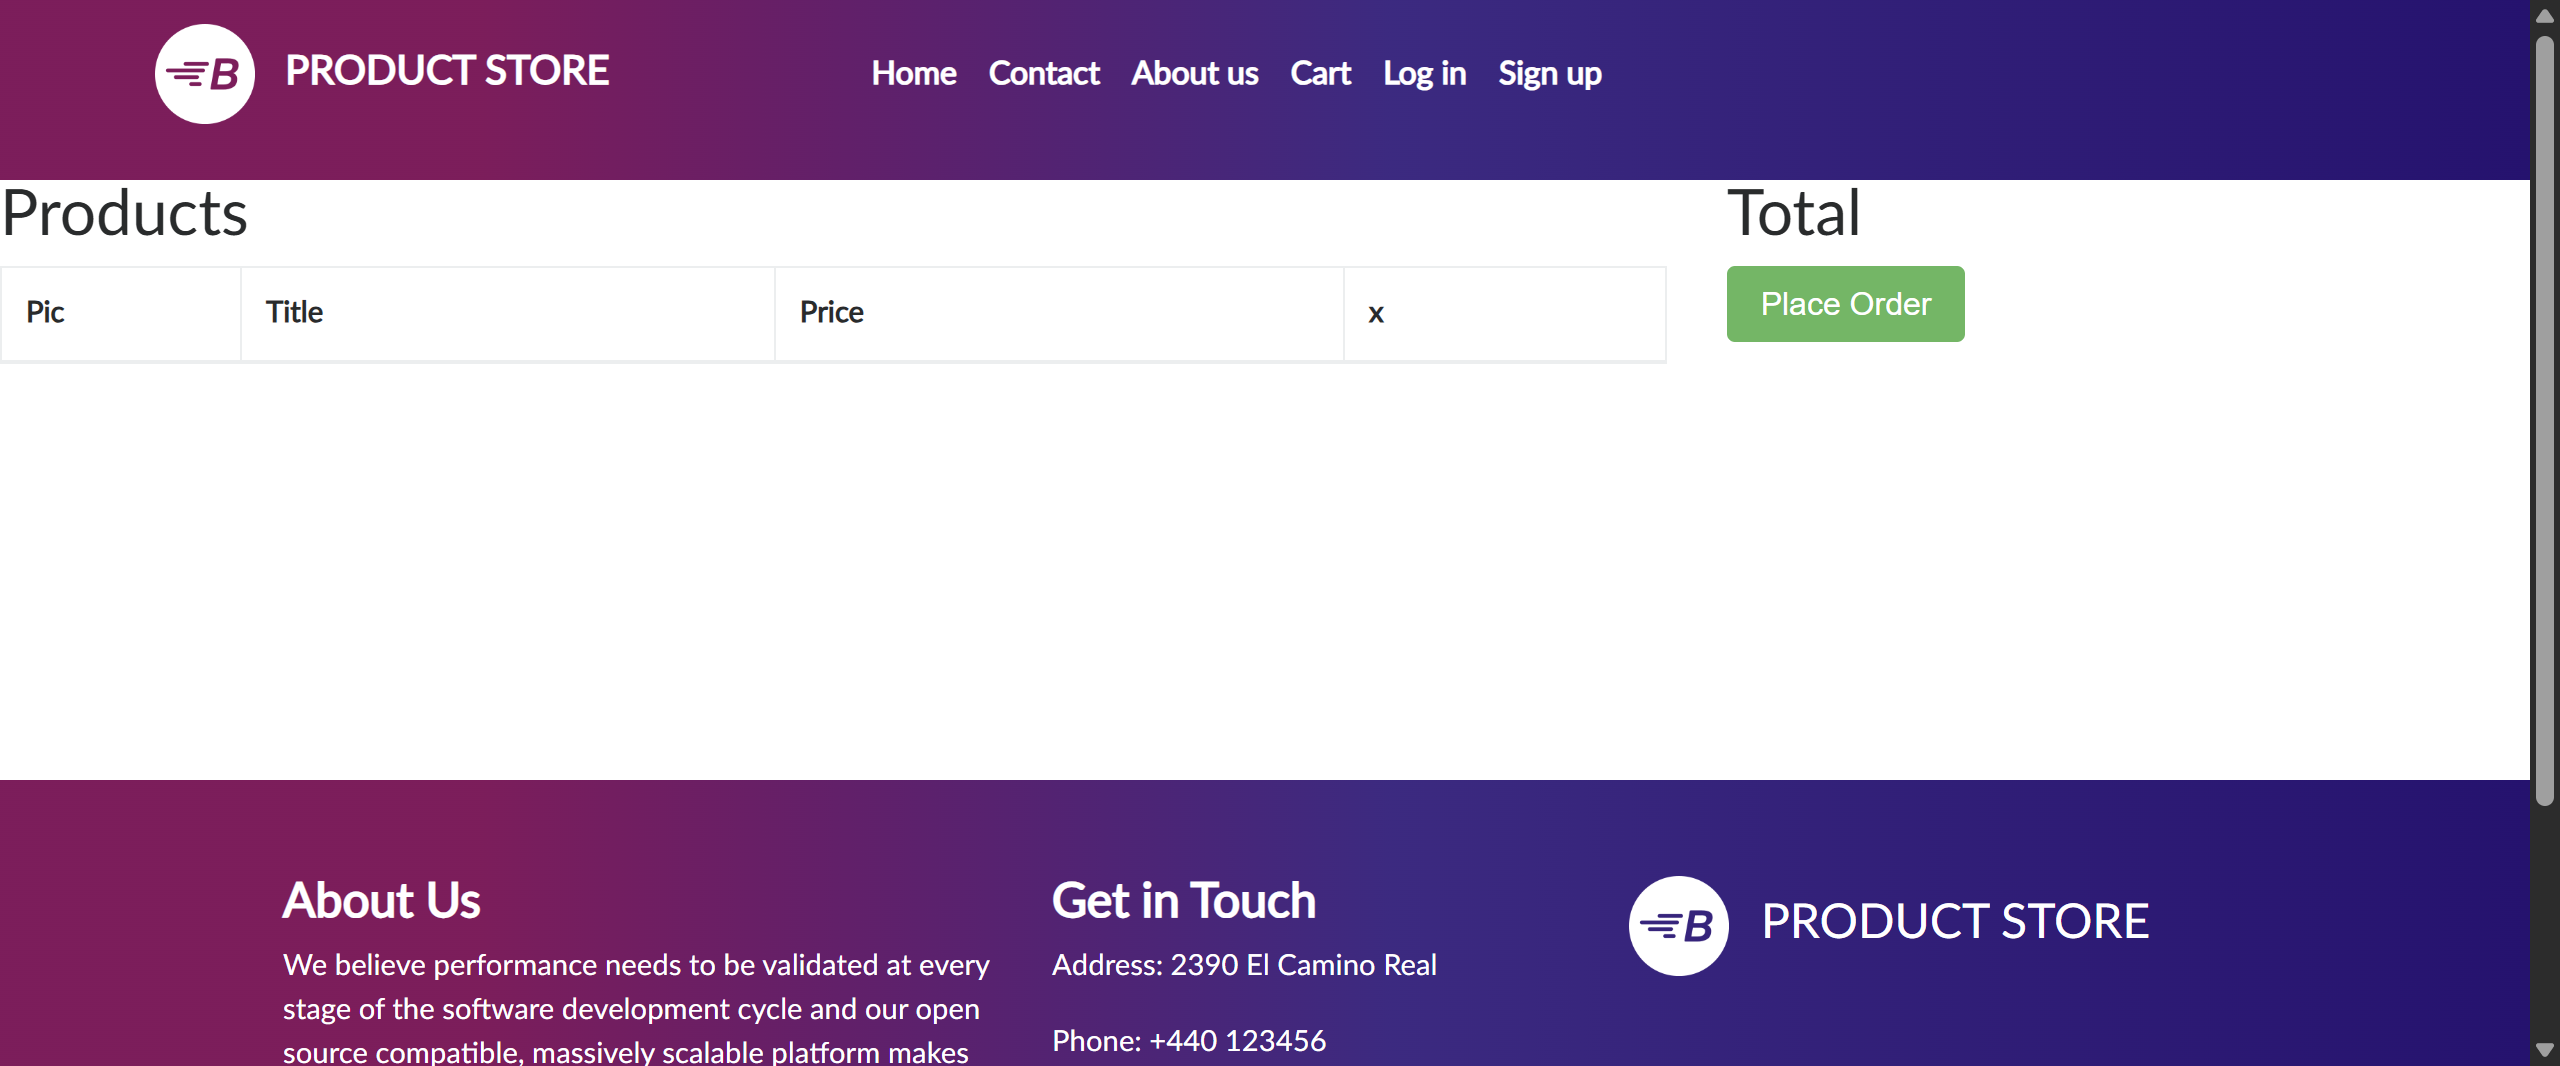 B PRODUCT STORE
Home Contact About us Cart Log in Sign up
Products
Total
Pic Title Price x
Place Order
About Us
We believe performance needs to be validated at every
stage of the software development cycle and our open
source compatible, massively scalable platform makes
Get in Touch
Address: 2390 El Camino Real
Phone: +440 123456
B PRODUCT STORE